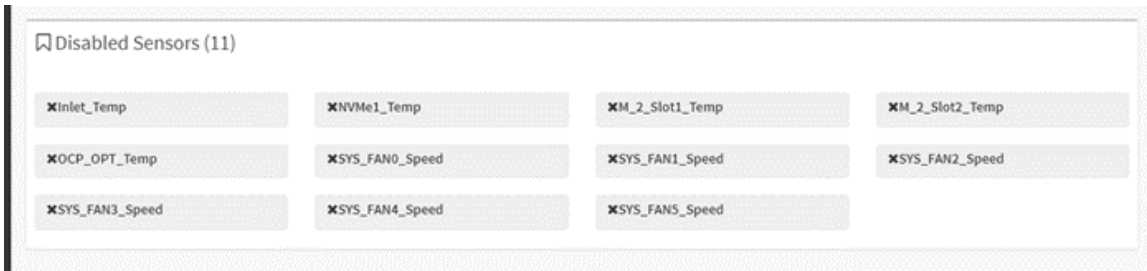 Disabled Sensors (11)
✖Inlet_Temp ✖NVMe1_Temp ✖M_2_Slot1_Temp ✖M_2_Slot2_Temp
✖OCP_OPT_Temp ✖SYS_FAN0_Speed ✖SYS_FAN1_Speed ✖SYS_FAN2_Speed
✖SYS_FAN3_Speed ✖SYS_FAN4_Speed ✖SYS_FAN5_Speed